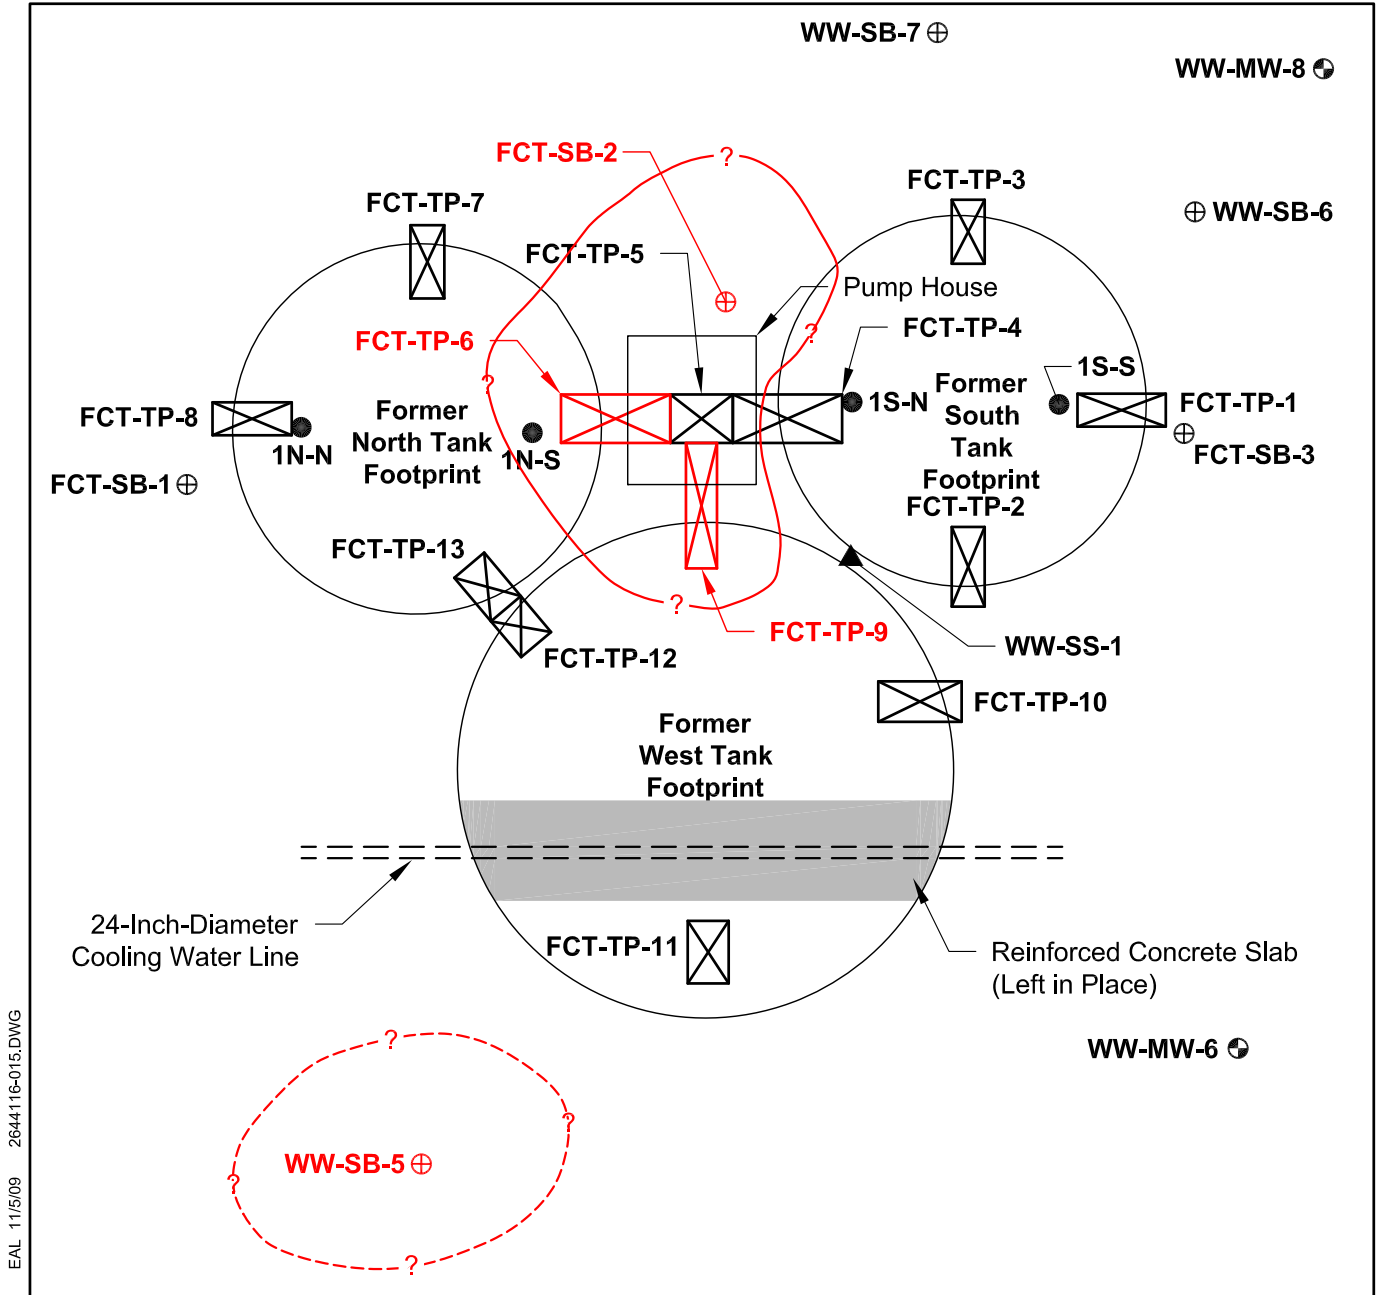 WW-SB-7
WW-MW-8
FCT-SB-2
?
FCT-TP-3
FCT-TP-7
WW-SB-6
FCT-TP-5
Pump House
FCT-TP-4
?
FCT-TP-6
1S-S
?
Former
South
Tank
Footprint
1S-N
FCT-TP-1
FCT-TP-8
Former
North Tank
Footprint
1N-N
1N-S
FCT-SB-3
FCT-SB-1
FCT-TP-2
FCT-TP-13
?
FCT-TP-9
WW-SS-1
FCT-TP-12
FCT-TP-10
Former
West Tank
Footprint
24-Inch-Diameter
Cooling Water Line
FCT-TP-11
Reinforced Concrete Slab
(Left in Place)
?
WW-MW-6
?
WW-SB-5
?
?
EAL 11/5/09 2644116-015.DWG